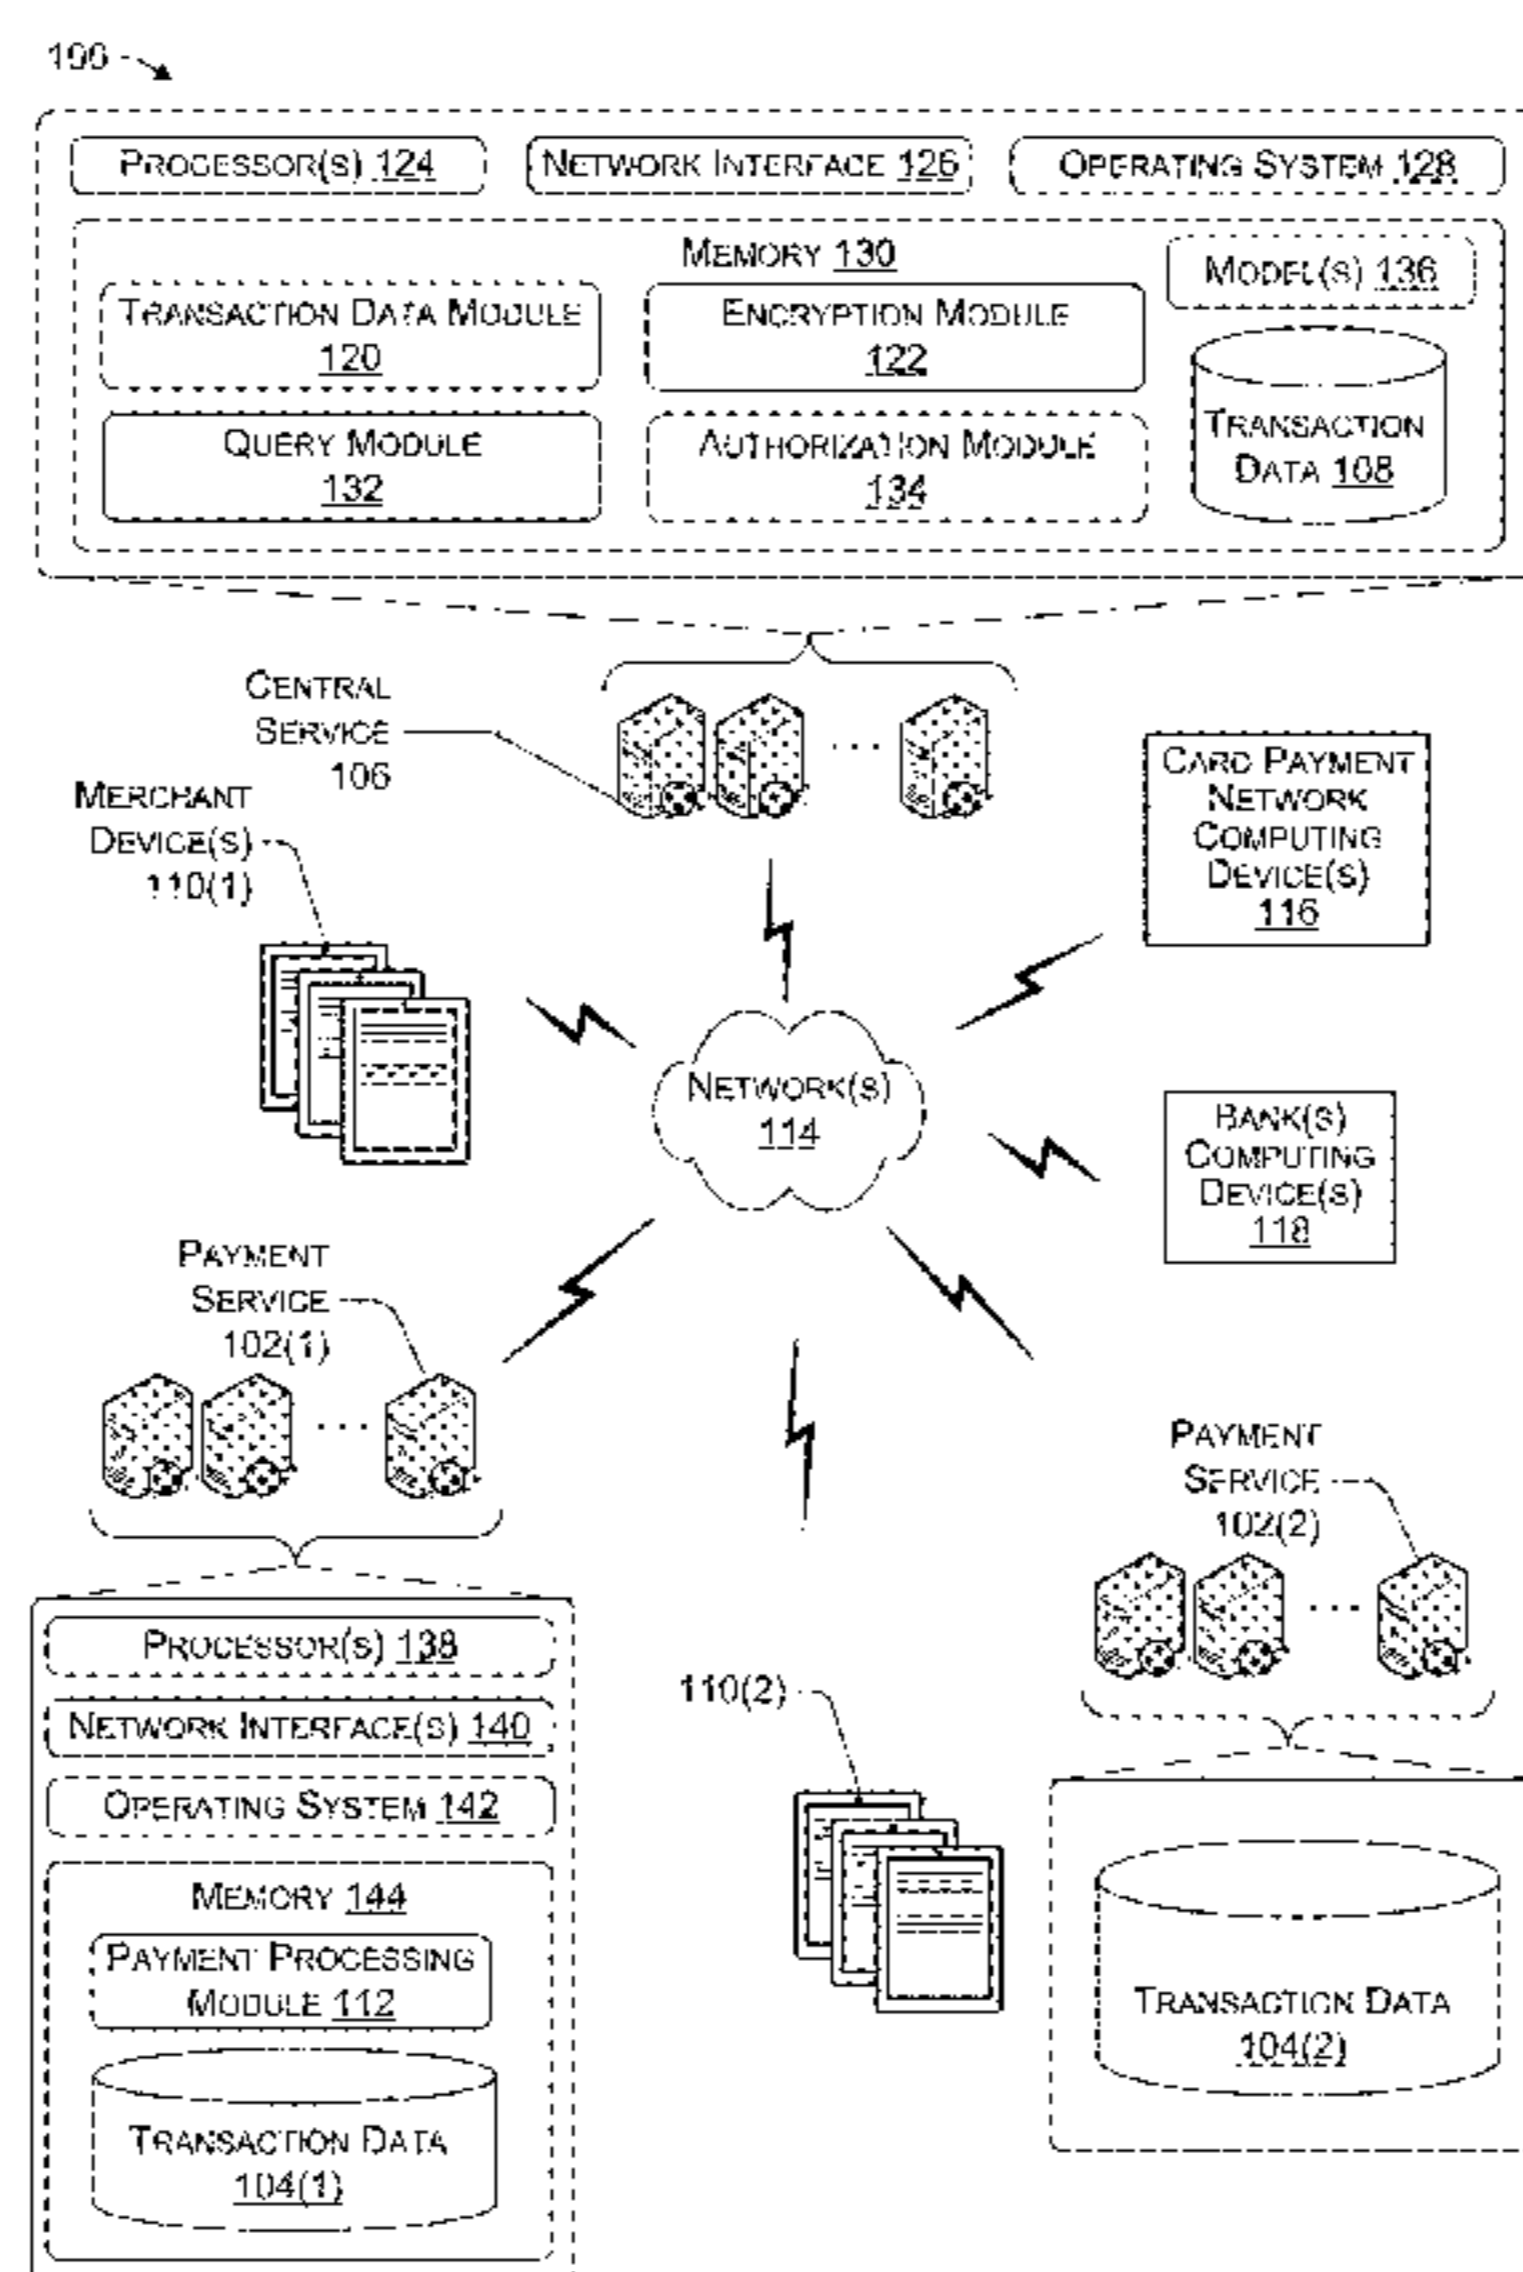 100
PROCESSOR(S) 124
NETWORK INTERFACE 126
OPERATING SYSTEM 128
MEMORY 130
MODEL(S) 136
TRANSACTION DATA MODULE
120
ENCRYPTION MODULE
122
QUERY MODULE
132
AUTHORIZATION MODULE
134
TRANSACTION
DATA 108
CENTRAL
SERVICE
106
MERCHANT
DEVICE(S)
110(1)
CARD PAYMENT
NETWORK
COMPUTING
DEVICE(S)
116
NETWORK(S)
114
BANK(S)
COMPUTING
DEVICE(S)
118
PAYMENT
SERVICE
102(1)
PAYMENT
SERVICE
102(2)
PROCESSOR(S) 138
NETWORK INTERFACE(S) 140
OPERATING SYSTEM 142
MEMORY 144
PAYMENT PROCESSING
MODULE 112
TRANSACTION DATA
104(1)
110(2)
TRANSACTION DATA
104(2)